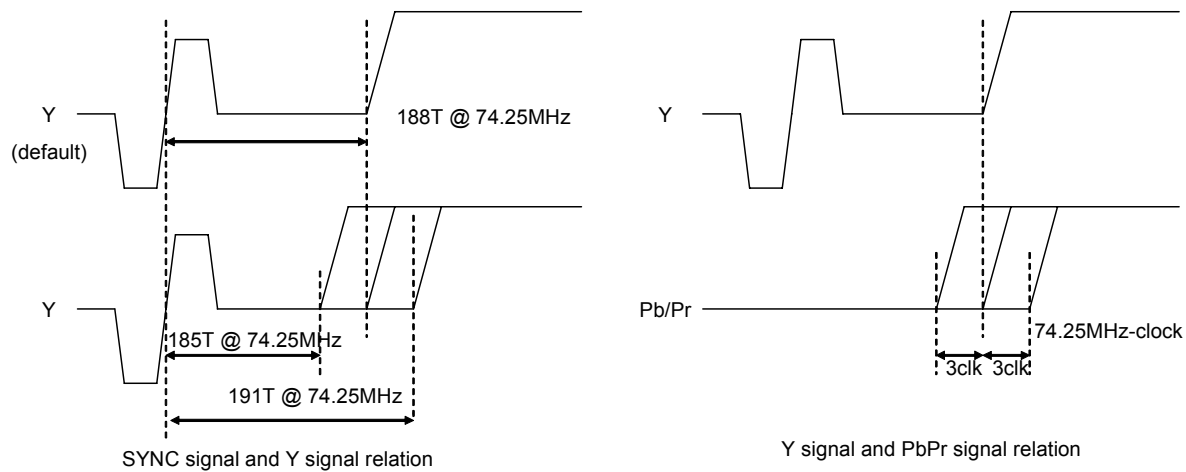 Y
(default)
188T @ 74.25MHz
Y
185T @ 74.25MHz
191T @ 74.25MHz
SYNC signal and Y signal relation
Y
Pb/Pr
74.25MHz-clock
3clk 3clk
Y signal and PbPr signal relation